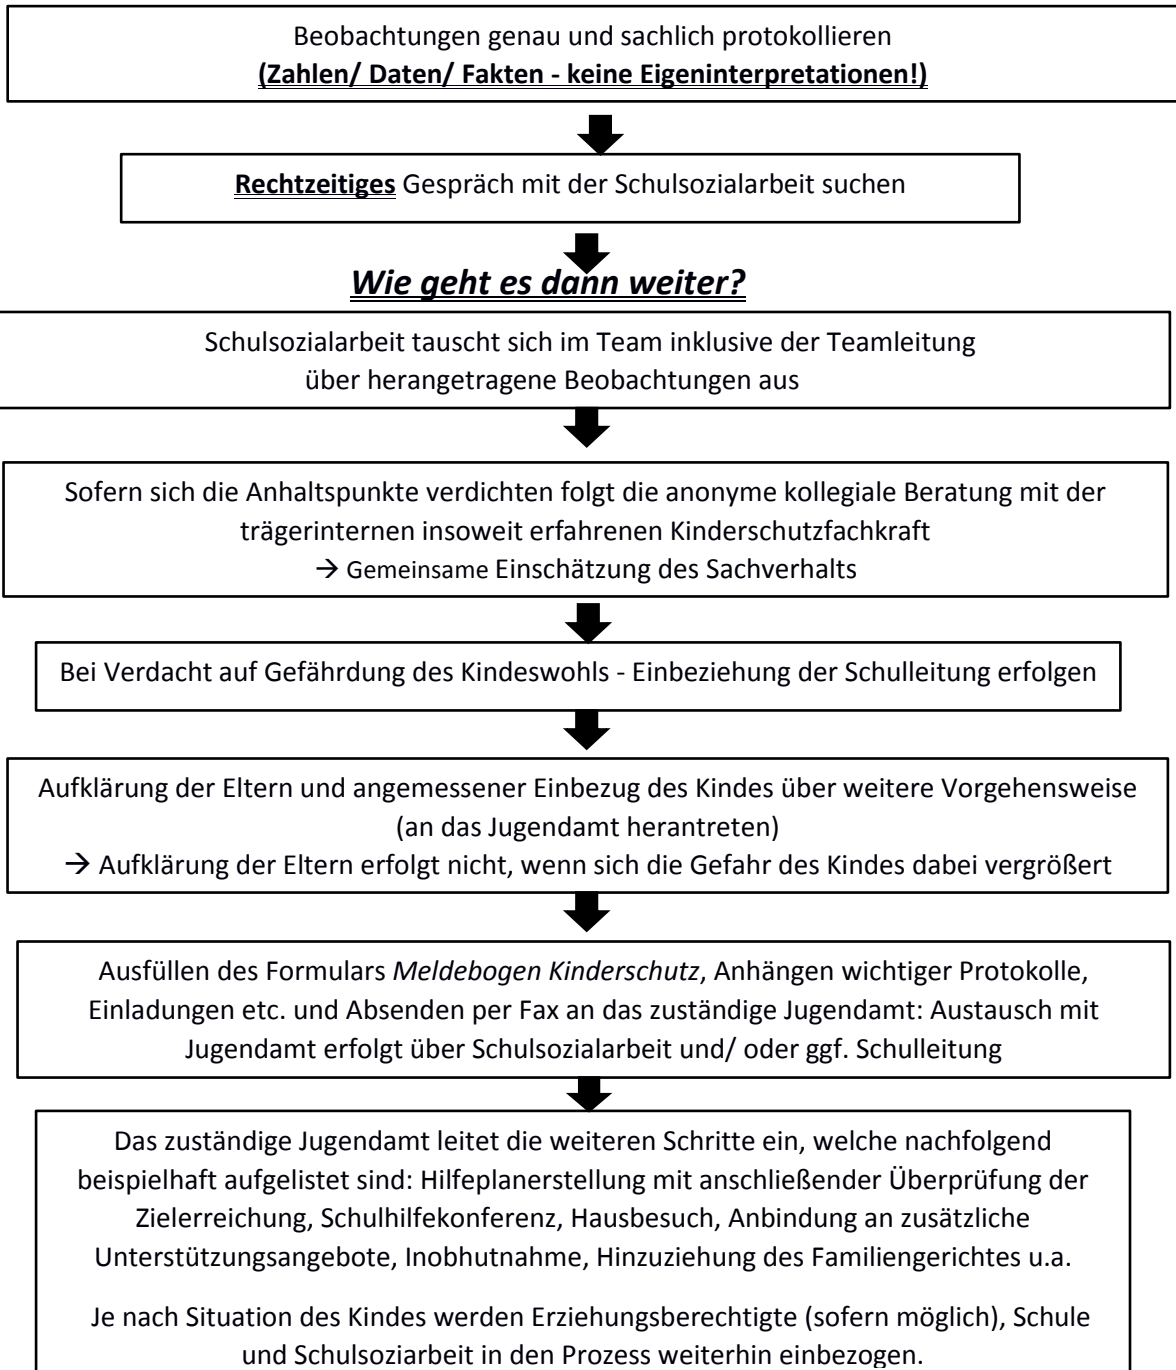 Beobachtungen genau und sachlich protokollieren
(Zahlen/ Daten/ Fakten - keine Eigeninterpretationen!)
Rechtzeitiges Gespräch mit der Schulsozialarbeit suchen
Wie geht es dann weiter?
Schulsozialarbeit tauscht sich im Team inklusive der Teamleitung
über herangetragene Beobachtungen aus
Sofern sich die Anhaltspunkte verdichten folgt die anonyme kollegiale Beratung mit der
trägerinternen insoweit erfahrenen Kinderschutzfachkraft
→ Gemeinsame Einschätzung des Sachverhalts
Bei Verdacht auf Gefährdung des Kindeswohls - Einbeziehung der Schulleitung erfolgen
Aufklärung der Eltern und angemessener Einbezug des Kindes über weitere Vorgehensweise
(an das Jugendamt herantreten)
→ Aufklärung der Eltern erfolgt nicht, wenn sich die Gefahr des Kindes dabei vergrößert
Ausfüllen des Formulars Meldebogen Kinderschutz, Anhängen wichtiger Protokolle,
Einladungen etc. und Absenden per Fax an das zuständige Jugendamt: Austausch mit
Jugendamt erfolgt über Schulsozialarbeit und/ oder ggf. Schulleitung
Das zuständige Jugendamt leitet die weiteren Schritte ein, welche nachfolgend
beispielhaft aufgelistet sind: Hilfeplanerstellung mit anschließender Überprüfung der
Zielerreichung, Schulhilfekonferenz, Hausbesuch, Anbindung an zusätzliche
Unterstützungsangebote, Inobhutnahme, Hinzuziehung des Familiengerichtes u.a.
Je nach Situation des Kindes werden Erziehungsberechtigte (sofern möglich), Schule
und Schulsoziarbeit in den Prozess weiterhin einbezogen.